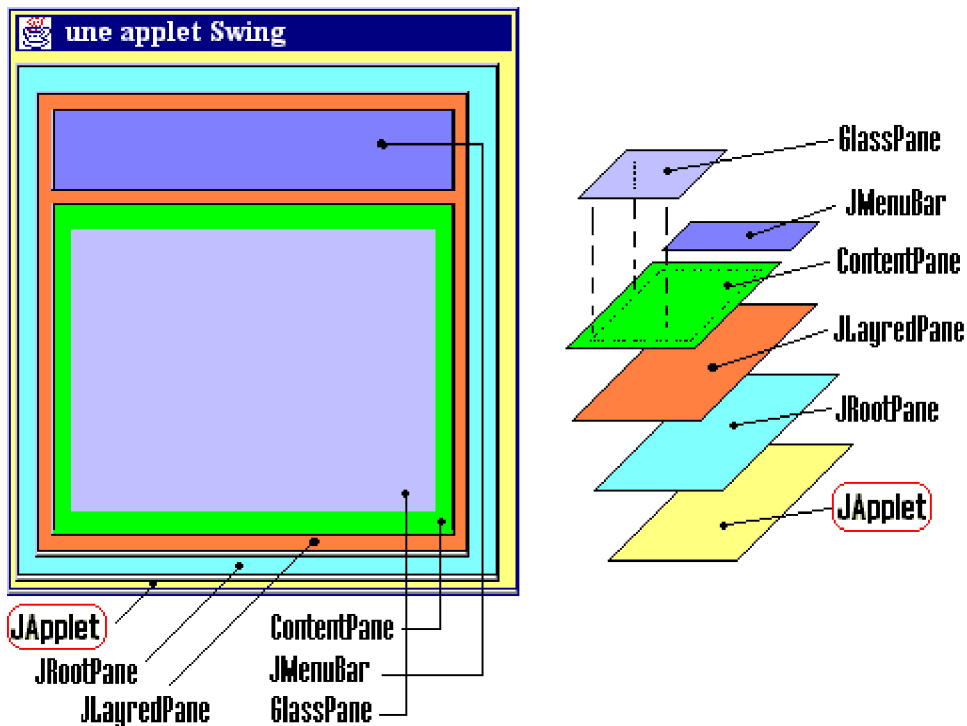 une applet Swing
GlassPane
JMenuBar
ContentPane
JLayredPane
JRootPane
JApplet
JApplet
JRootPane
JLayredPane
ContentPane
JMenuBar
GlassPane